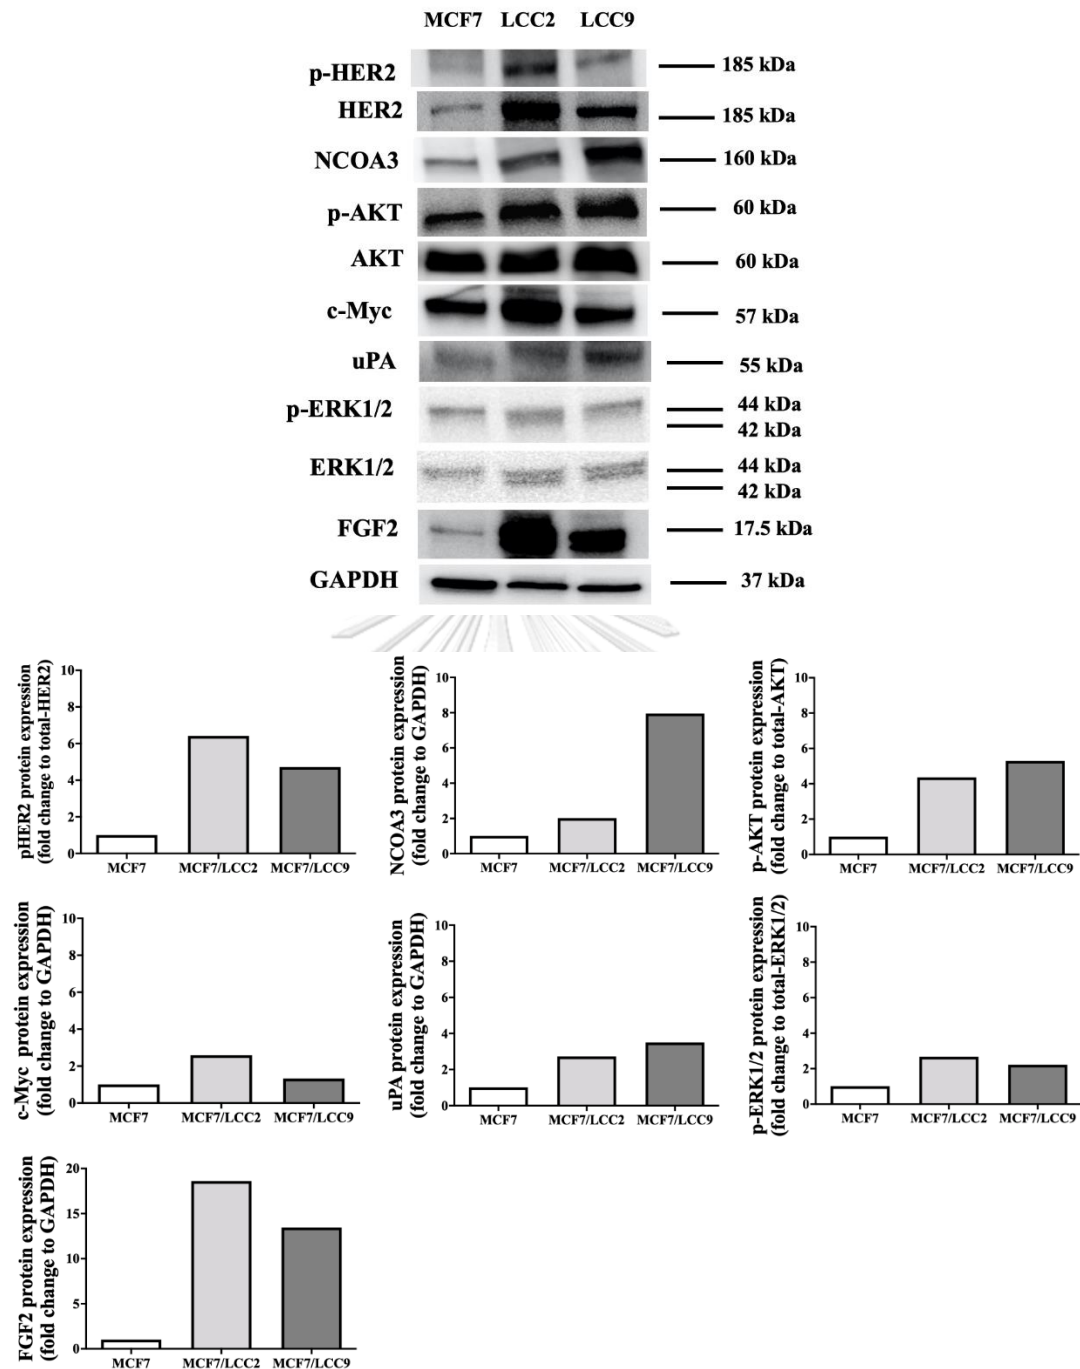 MCF7 LCC2 LCC9
p-HER2 185 kDa
HER2 185 kDa
NCOA3 160 kDa
p-AKT 60 kDa
AKT 60 kDa
c-Myc 57 kDa
uPA 55 kDa
p-ERK1/2 44 kDa
42 kDa
ERK1/2 44 kDa
42 kDa
FGF2 17.5 kDa
GAPDH 37 kDa
pHER2 protein expression
(fold change to total-HER2)
10
8
6
4
2
0
MCF7 MCF7/LCC2 MCF7/LCC9
NCOA3 protein expression
(fold change to GAPDH)
10
8
6
4
2
0
MCF7 MCF7/LCC2 MCF7/LCC9
p-AKT protein expression
(fold change to total-AKT)
10
8
6
4
2
0
MCF7 MCF7/LCC2 MCF7/LCC9
c-Myc protein expression
(fold change to GAPDH)
10
8
6
4
2
0
MCF7 MCF7/LCC2 MCF7/LCC9
uPA protein expression
(fold change to GAPDH)
10
8
6
4
2
0
MCF7 MCF7/LCC2 MCF7/LCC9
p-ERK1/2 protein expression
(fold change to total-ERK1/2)
10
8
6
4
2
0
MCF7 MCF7/LCC2 MCF7/LCC9
FGF2 protein expression
(fold change to GAPDH)
20
15
10
5
0
MCF7 MCF7/LCC2 MCF7/LCC9